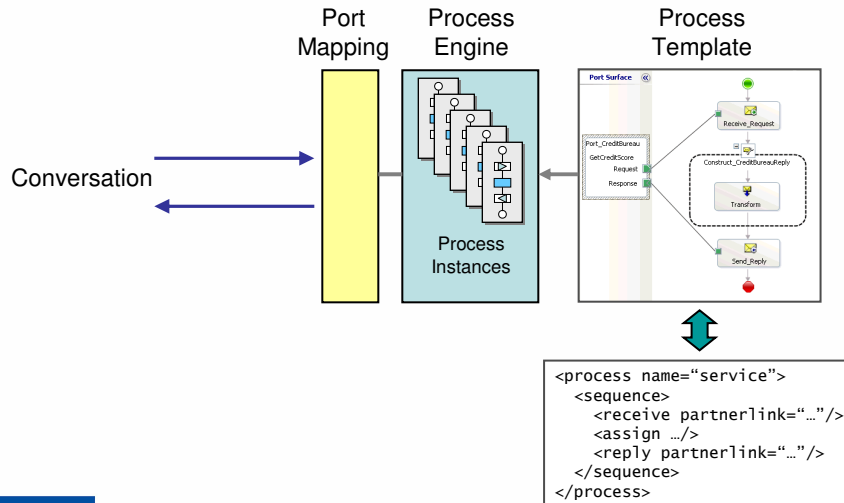 Port
Mapping
Process
Engine
Process
Template
Conversation
Process
Instances
Port Surface
Port_CreditBureau
GetCreditScore
Request
Response
Receive_Request
Construct_CreditBureauReply
Transform
Send_Reply
<process name=“service”>
<sequence>
<receive partnerlink=“…”/>
<assign …/>
<reply partnerlink=“…”/>
</sequence>
</process>